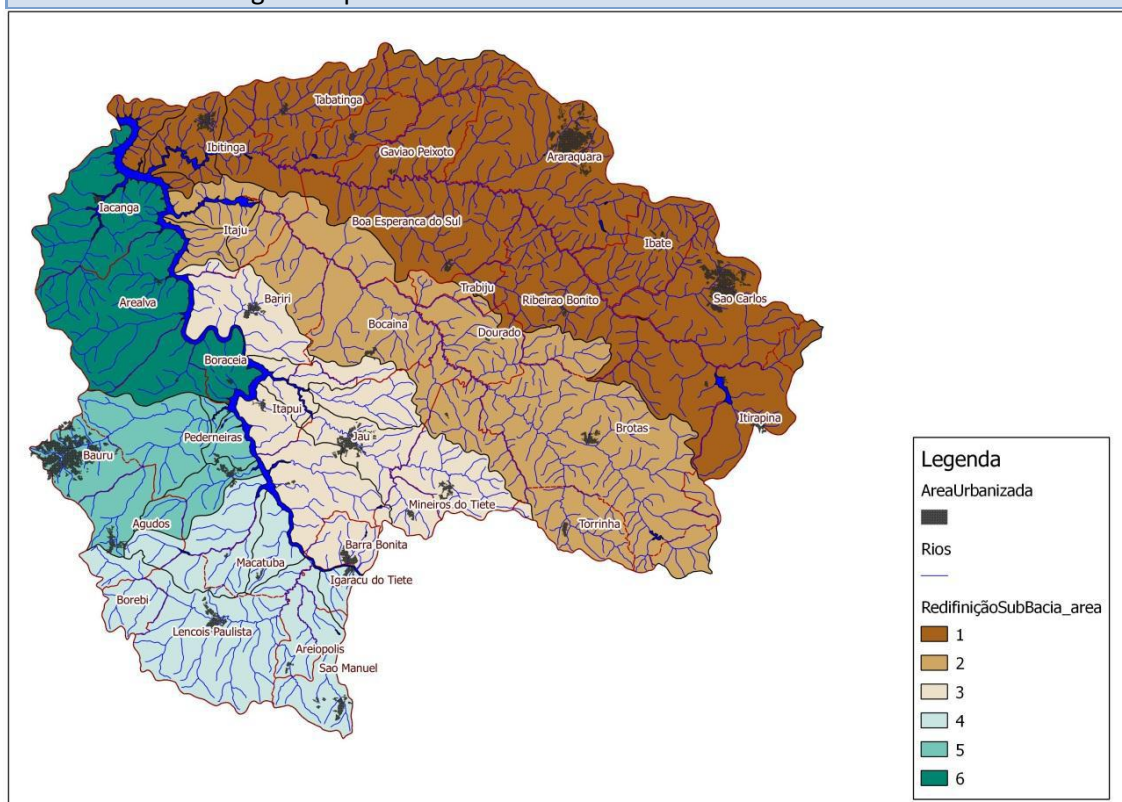 Tabatinga
Ibitinga
Gaviao Peixoto
Araraquara
Iacanga
Itaju
Boa Esperanca do Sul
Ibate
Arealva
Bariri
Trabiju
Ribeirao Bonito
Sao Carlos
Bocaina
Dourado
Boraceia
Itapui
Itirapina
Pederneiras
Jau
Brotas
Bauru
Mineiros do Tiete
Agudos
Torrinha
Barra Bonita
Macatuba
Igaracu do Tiete
Borebi
Lencois Paulista
Areiopolis
Sao Manuel
Legenda
AreaUrbanizada
Rios
RedifiniçãoSubBacia_area
1
2
3
4
5
6